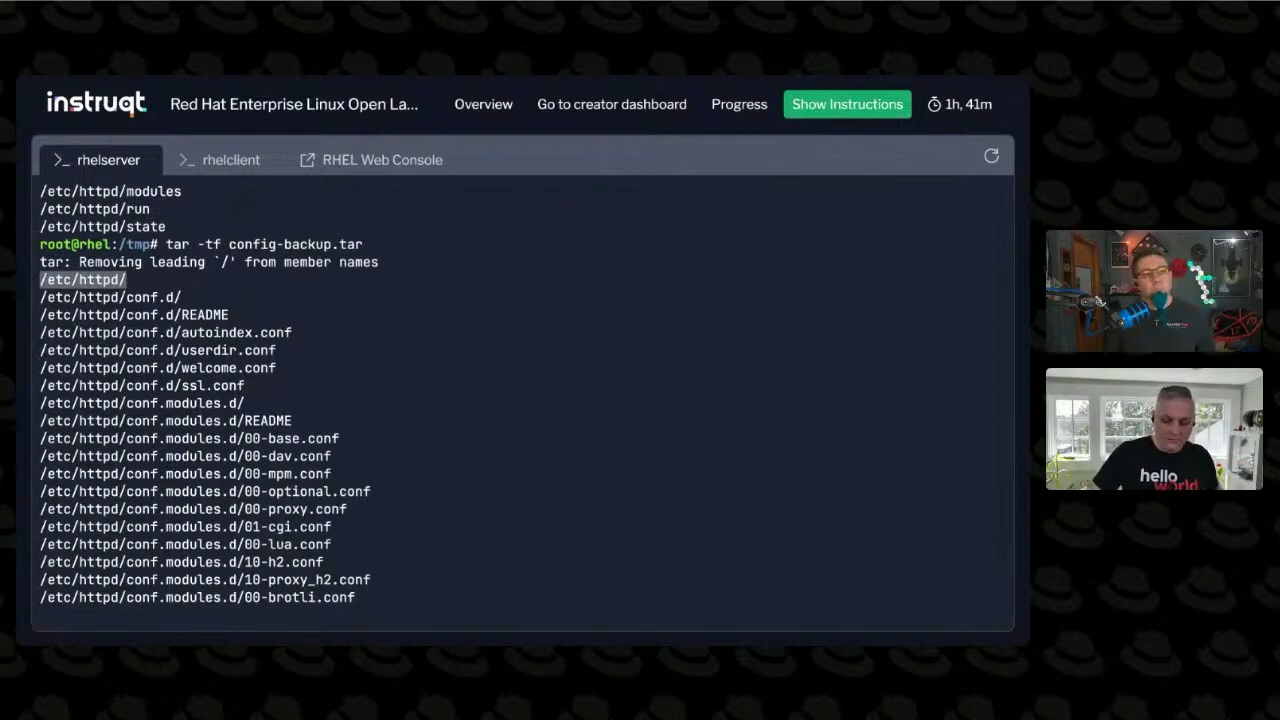 instruqt
Red Hat Enterprise Linux Open La...
Overview
Go to creator dashboard
Progress
Show Instructions
1h, 41m
>_ rhelserver
>_ rhelclient
RHEL Web Console
/etc/httpd/modules
/etc/httpd/run
/etc/httpd/state
root@rhel:/tmp# tar -tf config-backup.tar
tar: Removing leading `/' from member names
/etc/httpd/
/etc/httpd/conf.d/
/etc/httpd/conf.d/README
/etc/httpd/conf.d/autoindex.conf
/etc/httpd/conf.d/userdir.conf
/etc/httpd/conf.d/welcome.conf
/etc/httpd/conf.d/ssl.conf
/etc/httpd/conf.modules.d/
/etc/httpd/conf.modules.d/README
/etc/httpd/conf.modules.d/00-base.conf
/etc/httpd/conf.modules.d/00-dav.conf
/etc/httpd/conf.modules.d/00-mpm.conf
/etc/httpd/conf.modules.d/00-optional.conf
/etc/httpd/conf.modules.d/00-proxy.conf
/etc/httpd/conf.modules.d/01-cgi.conf
/etc/httpd/conf.modules.d/00-lua.conf
/etc/httpd/conf.modules.d/10-h2.conf
/etc/httpd/conf.modules.d/10-proxy_h2.conf
/etc/httpd/conf.modules.d/00-brotli.conf
hello
world